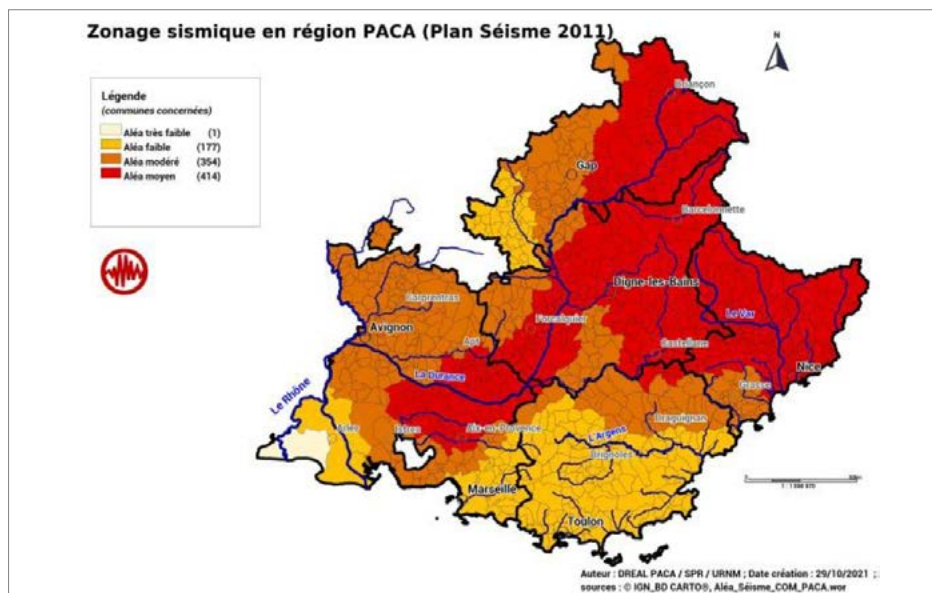 Zonage sismique en région PACA (Plan Séisme 2011)
N
Légende
(communes concernées)
Aléa très faible (1)
Aléa faible (177)
Aléa modéré (354)
Aléa moyen (414)
Briançon
Gap
Barcelonnette
Digne-les-Bains
Carpentras
Forcalquier
Le Var
Avignon
Apt
Castellane
Nice
La Durance
Grasse
Le Rhône
Draguignan
Arles
Istres
Aix-en-Provence
L'Argens
Brignoles
Marseille
Toulon
Auteur : DREAL PACA / SPR / URNM ; Date création : 29/10/2021 ;
sources : © IGN_BD CARTO®, Aléa_Séisme_COM_PACA.wor